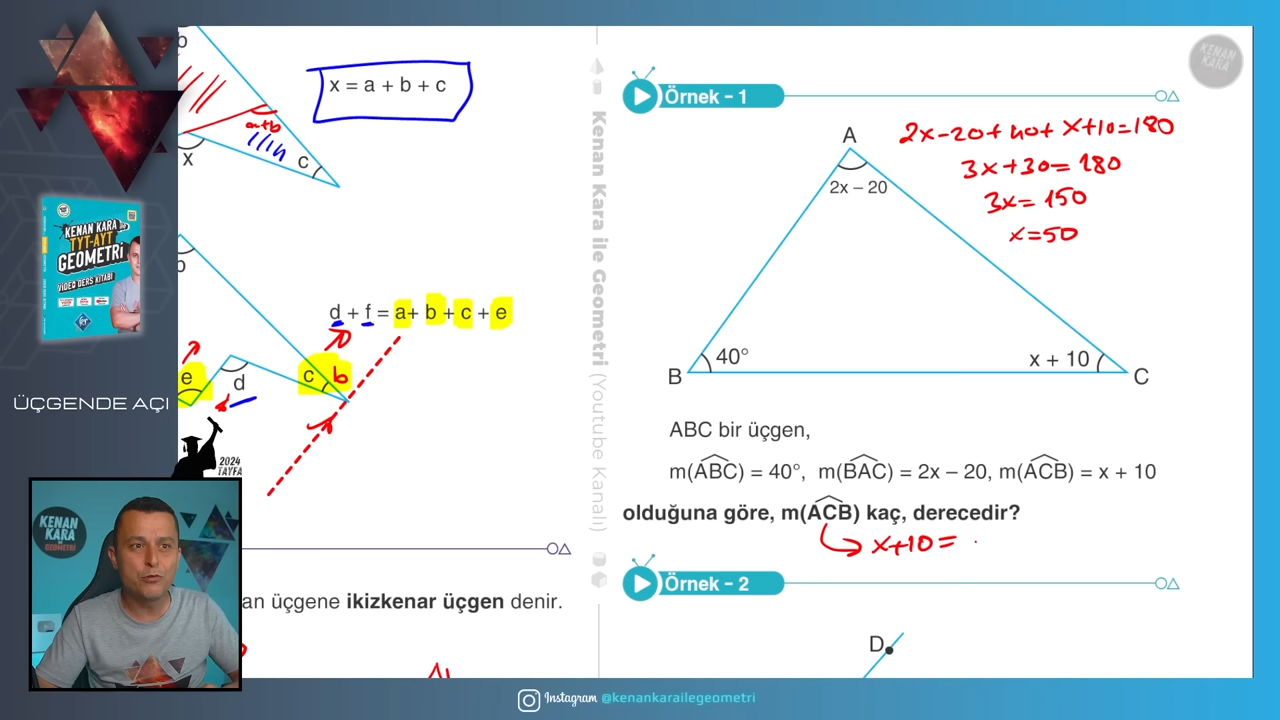 b
x = a + b + c
a+b
x
c
b
d + f = a+ b + c + e
e
d
c
b
KENAN KARA
TYT-AYT
GEOMETRİ
VİDEO DERS KİTABI
ÜÇGENDE AÇI
2024
TAYFA
KENAN
KARA
GEOMETRİ
an üçgene ikizkenar üçgen denir.
Kenan Kara ile Geometri (Youtube Kanalı)
KENAN
KARA
Örnek – 1
2x-20+40+x+10=180
3x+30=180
3x=150
x=50
A
2x – 20
40°
x + 10
B
C
ABC bir üçgen,
m(ABC) = 40°, m(BAC) = 2x – 20, m(ACB) = x + 10
olduğuna göre, m(ACB) kaç, derecedir?
x+10=
Örnek – 2
D
Instagram @kenankarailegeometri